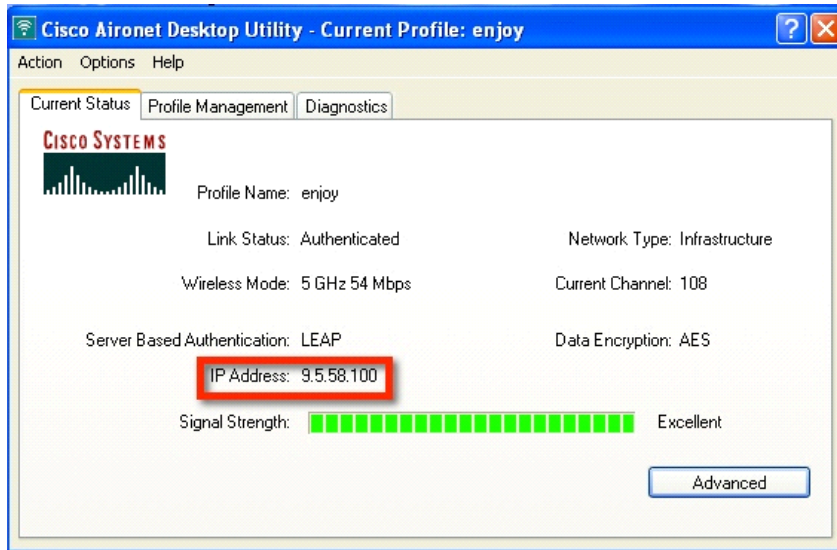 Cisco Aironet Desktop Utility - Current Profile: enjoy
Action Options Help
Current Status Profile Management Diagnostics
CISCO SYSTEMS
Profile Name: enjoy
Link Status: Authenticated Network Type: Infrastructure
Wireless Mode: 5 GHz 54 Mbps Current Channel: 108
Server Based Authentication: LEAP Data Encryption: AES
IP Address: 9.5.58.100
Signal Strength: Excellent
Advanced